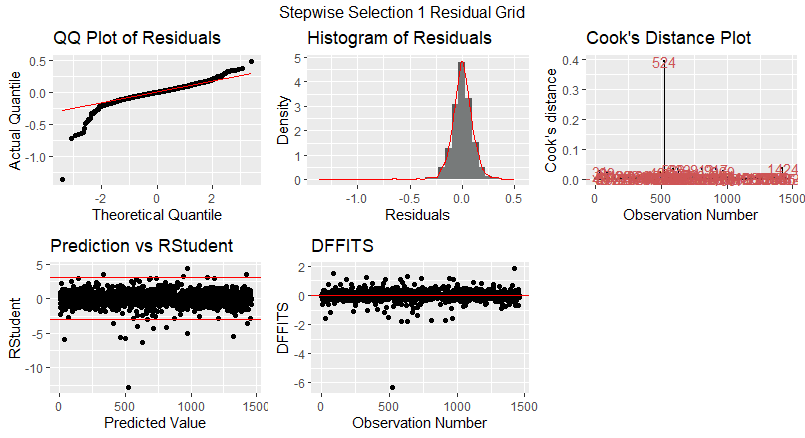 Stepwise Selection 1 Residual Grid
QQ Plot of Residuals
0.5
0.0
-0.5
-1.0
Actual Quantile
-2
0
2
Theoretical Quantile
Histogram of Residuals
5
4
3
2
1
0
Density
-1.0
-0.5
0.0
0.5
Residuals
Cook's Distance Plot
0.4
0.3
0.2
0.1
0.0
Cook's distance
524
1424
0
500
1000
1500
Observation Number
Prediction vs RStudent
5
0
-5
-10
RStudent
0
500
1000
1500
Predicted Value
DFFITS
2
0
-2
-4
-6
DFFITS
0
500
1000
1500
Observation Number